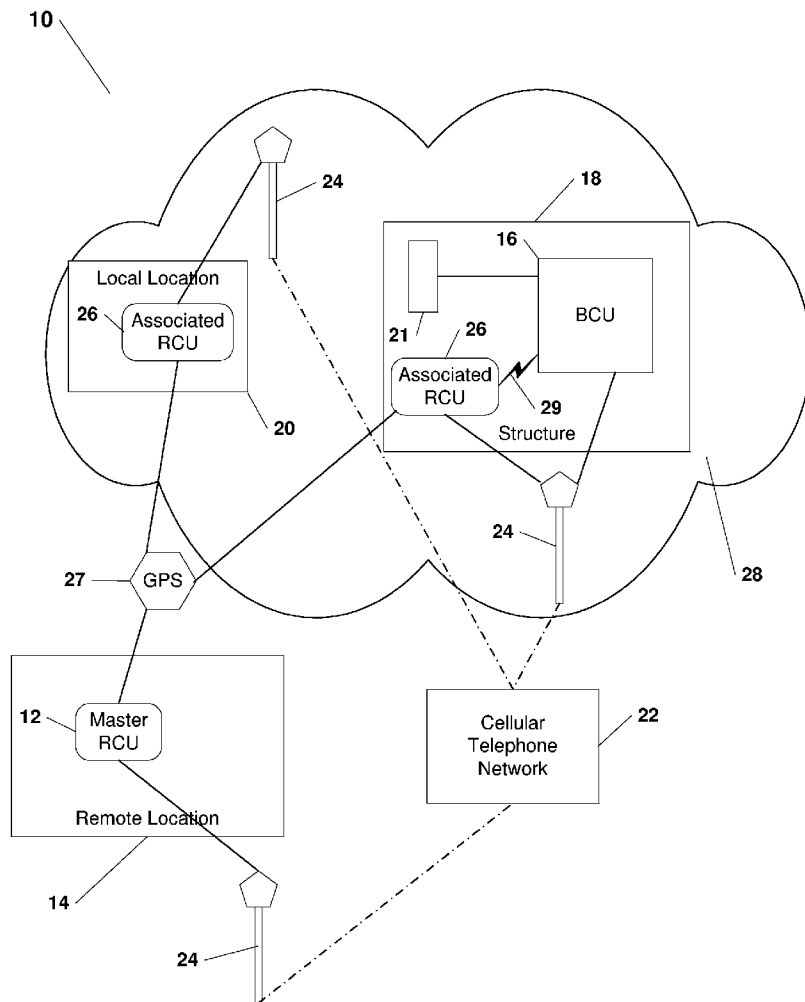 10
24
18
16
Local Location
26
Associated
RCU
BCU
21
26
Associated
RCU
29
20
Structure
24
28
27
GPS
12
Master
RCU
22
Cellular
Telephone
Network
Remote Location
14
24